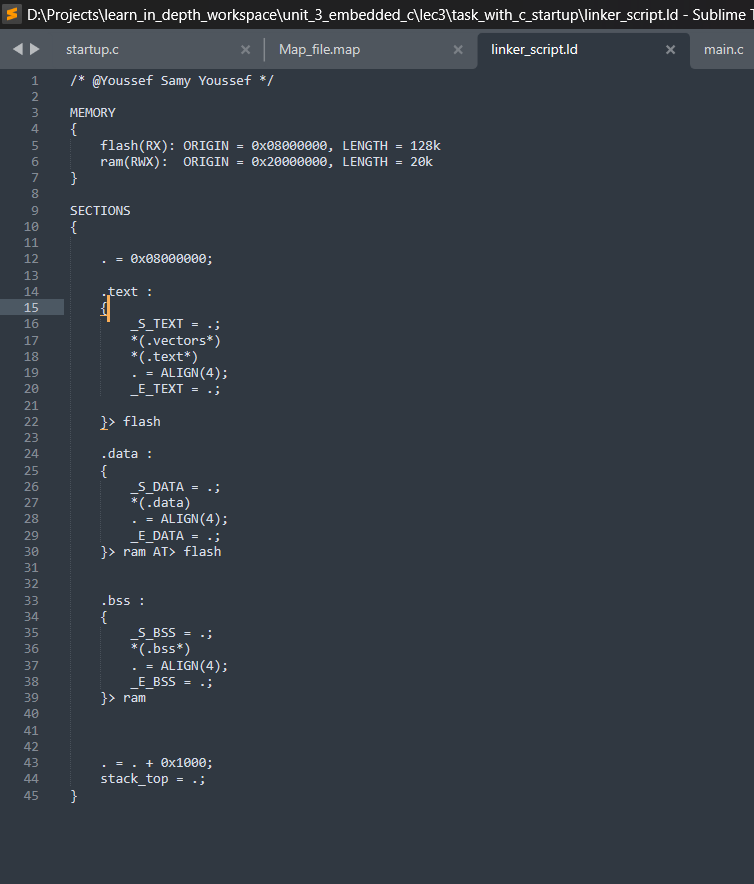 D:\Projects\learn_in_depth_workspace\unit_3_embedded_c\lec3\task_with_c_startup\linker_script.ld - Sublime T
startup.c × Map_file.map × linker_script.ld × main.c
1 /* @Youssef Samy Youssef */
2
3 MEMORY
4 {
5     flash(RX): ORIGIN = 0x08000000, LENGTH = 128k
6     ram(RWX):  ORIGIN = 0x20000000, LENGTH = 20k
7 }
8
9 SECTIONS
10 {
11
12     . = 0x08000000;
13
14     .text :
15     {
16         _S_TEXT = .;
17         *(.vectors*)
18         *(.text*)
19         . = ALIGN(4);
20         _E_TEXT = .;
21
22     }> flash
23
24     .data :
25     {
26         _S_DATA = .;
27         *(.data)
28         . = ALIGN(4);
29         _E_DATA = .;
30     }> ram AT> flash
31
32
33     .bss :
34     {
35         _S_BSS = .;
36         *(.bss*)
37         . = ALIGN(4);
38         _E_BSS = .;
39     }> ram
40
41
42
43     . = . + 0x1000;
44     stack_top = .;
45 }